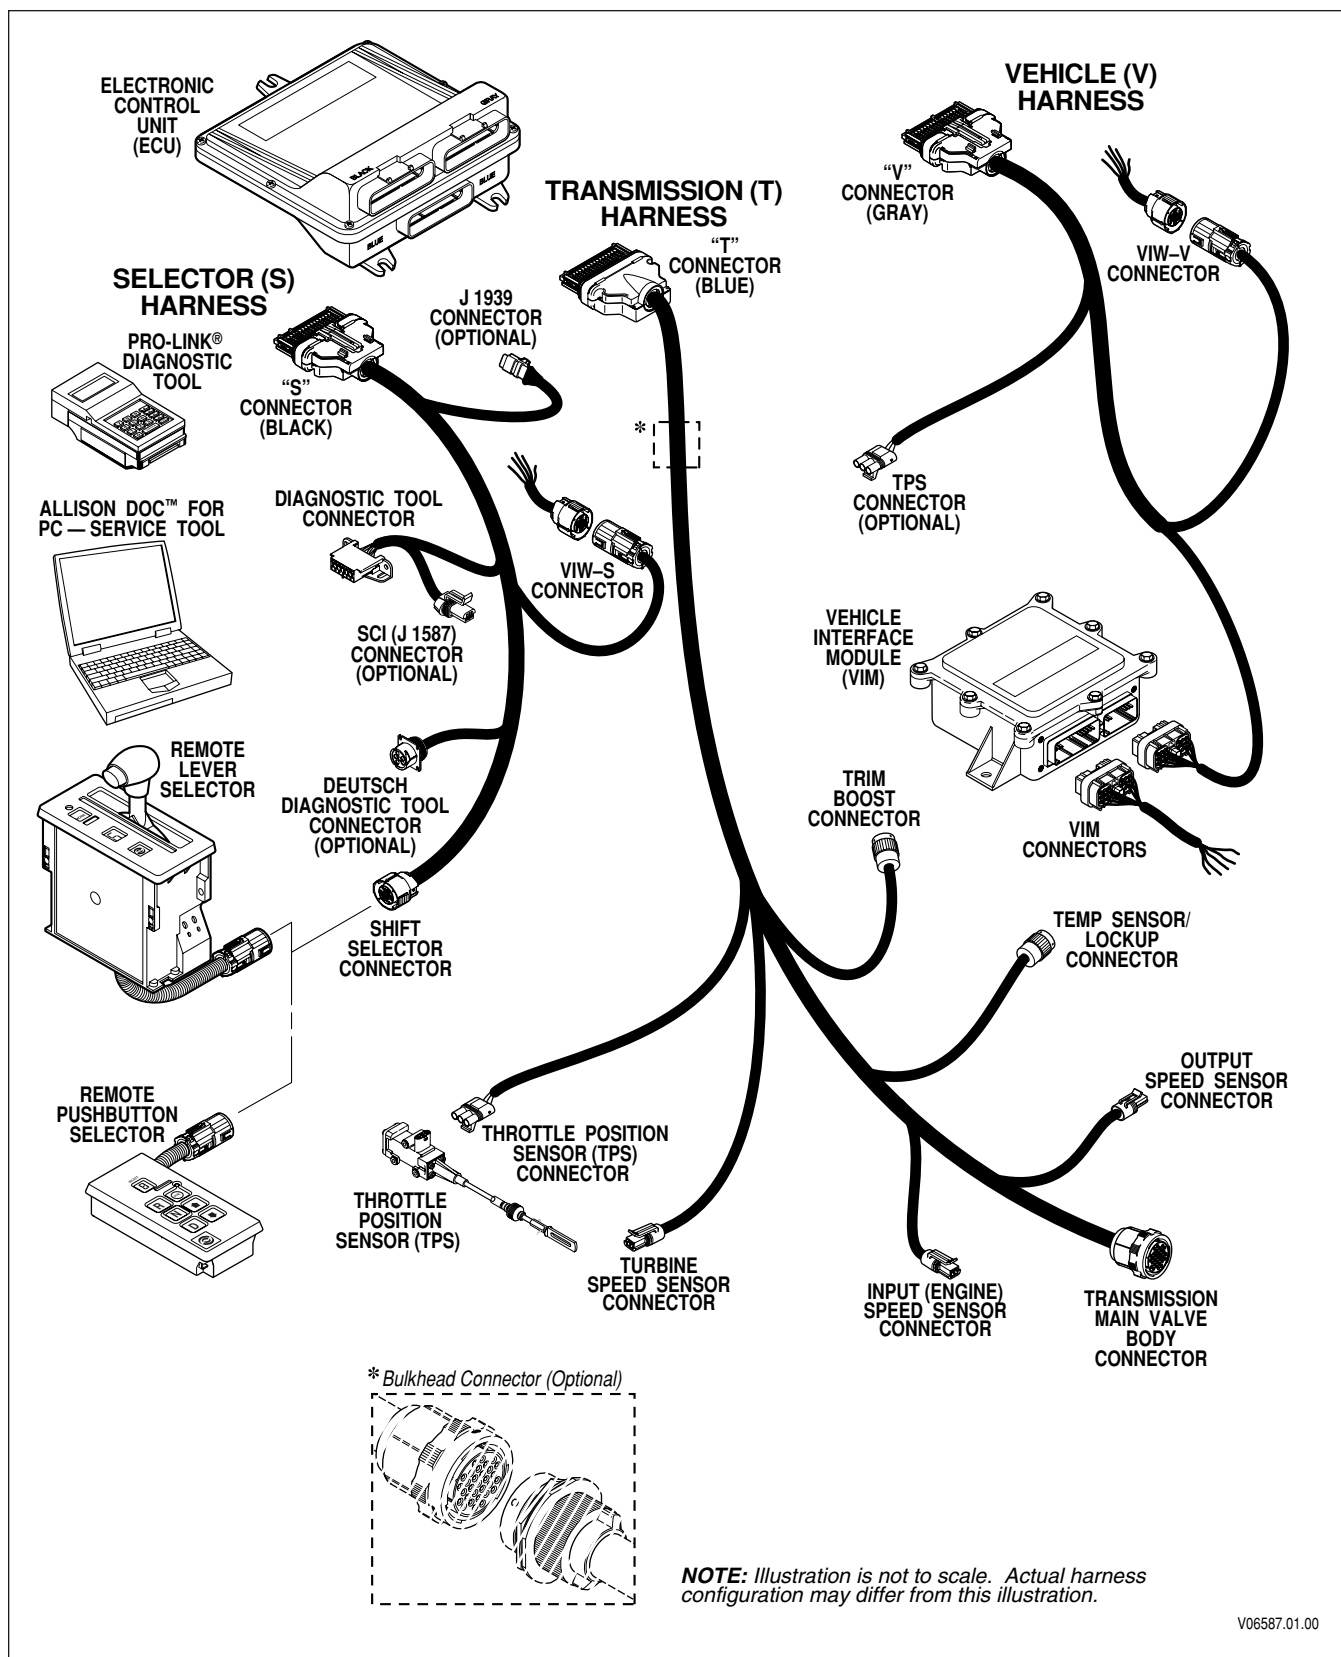 ELECTRONIC
CONTROL
UNIT
(ECU)
BLACK
GRAY
BLUE
BLUE
VEHICLE (V)
HARNESS
“V”
CONNECTOR
(GRAY)
VIW–V
CONNECTOR
TRANSMISSION (T)
HARNESS
“T”
CONNECTOR
(BLUE)
SELECTOR (S)
HARNESS
J 1939
CONNECTOR
(OPTIONAL)
PRO-LINK®
DIAGNOSTIC
TOOL
“S”
CONNECTOR
(BLACK)
*
TPS
CONNECTOR
(OPTIONAL)
ALLISON DOC™ FOR
PC — SERVICE TOOL
DIAGNOSTIC TOOL
CONNECTOR
VIW–S
CONNECTOR
SCI (J 1587)
CONNECTOR
(OPTIONAL)
VEHICLE
INTERFACE
MODULE
(VIM)
REMOTE
LEVER
SELECTOR
DEUTSCH
DIAGNOSTIC TOOL
CONNECTOR
(OPTIONAL)
TRIM
BOOST
CONNECTOR
VIM
CONNECTORS
SHIFT
SELECTOR
CONNECTOR
TEMP SENSOR/
LOCKUP
CONNECTOR
OUTPUT
SPEED SENSOR
CONNECTOR
REMOTE
PUSHBUTTON
SELECTOR
THROTTLE POSITION
SENSOR (TPS)
CONNECTOR
THROTTLE
POSITION
SENSOR (TPS)
TURBINE
SPEED SENSOR
CONNECTOR
INPUT (ENGINE)
SPEED SENSOR
CONNECTOR
TRANSMISSION
MAIN VALVE
BODY
CONNECTOR
* Bulkhead Connector (Optional)
NOTE: Illustration is not to scale. Actual harness
configuration may differ from this illustration.
V06587.01.00